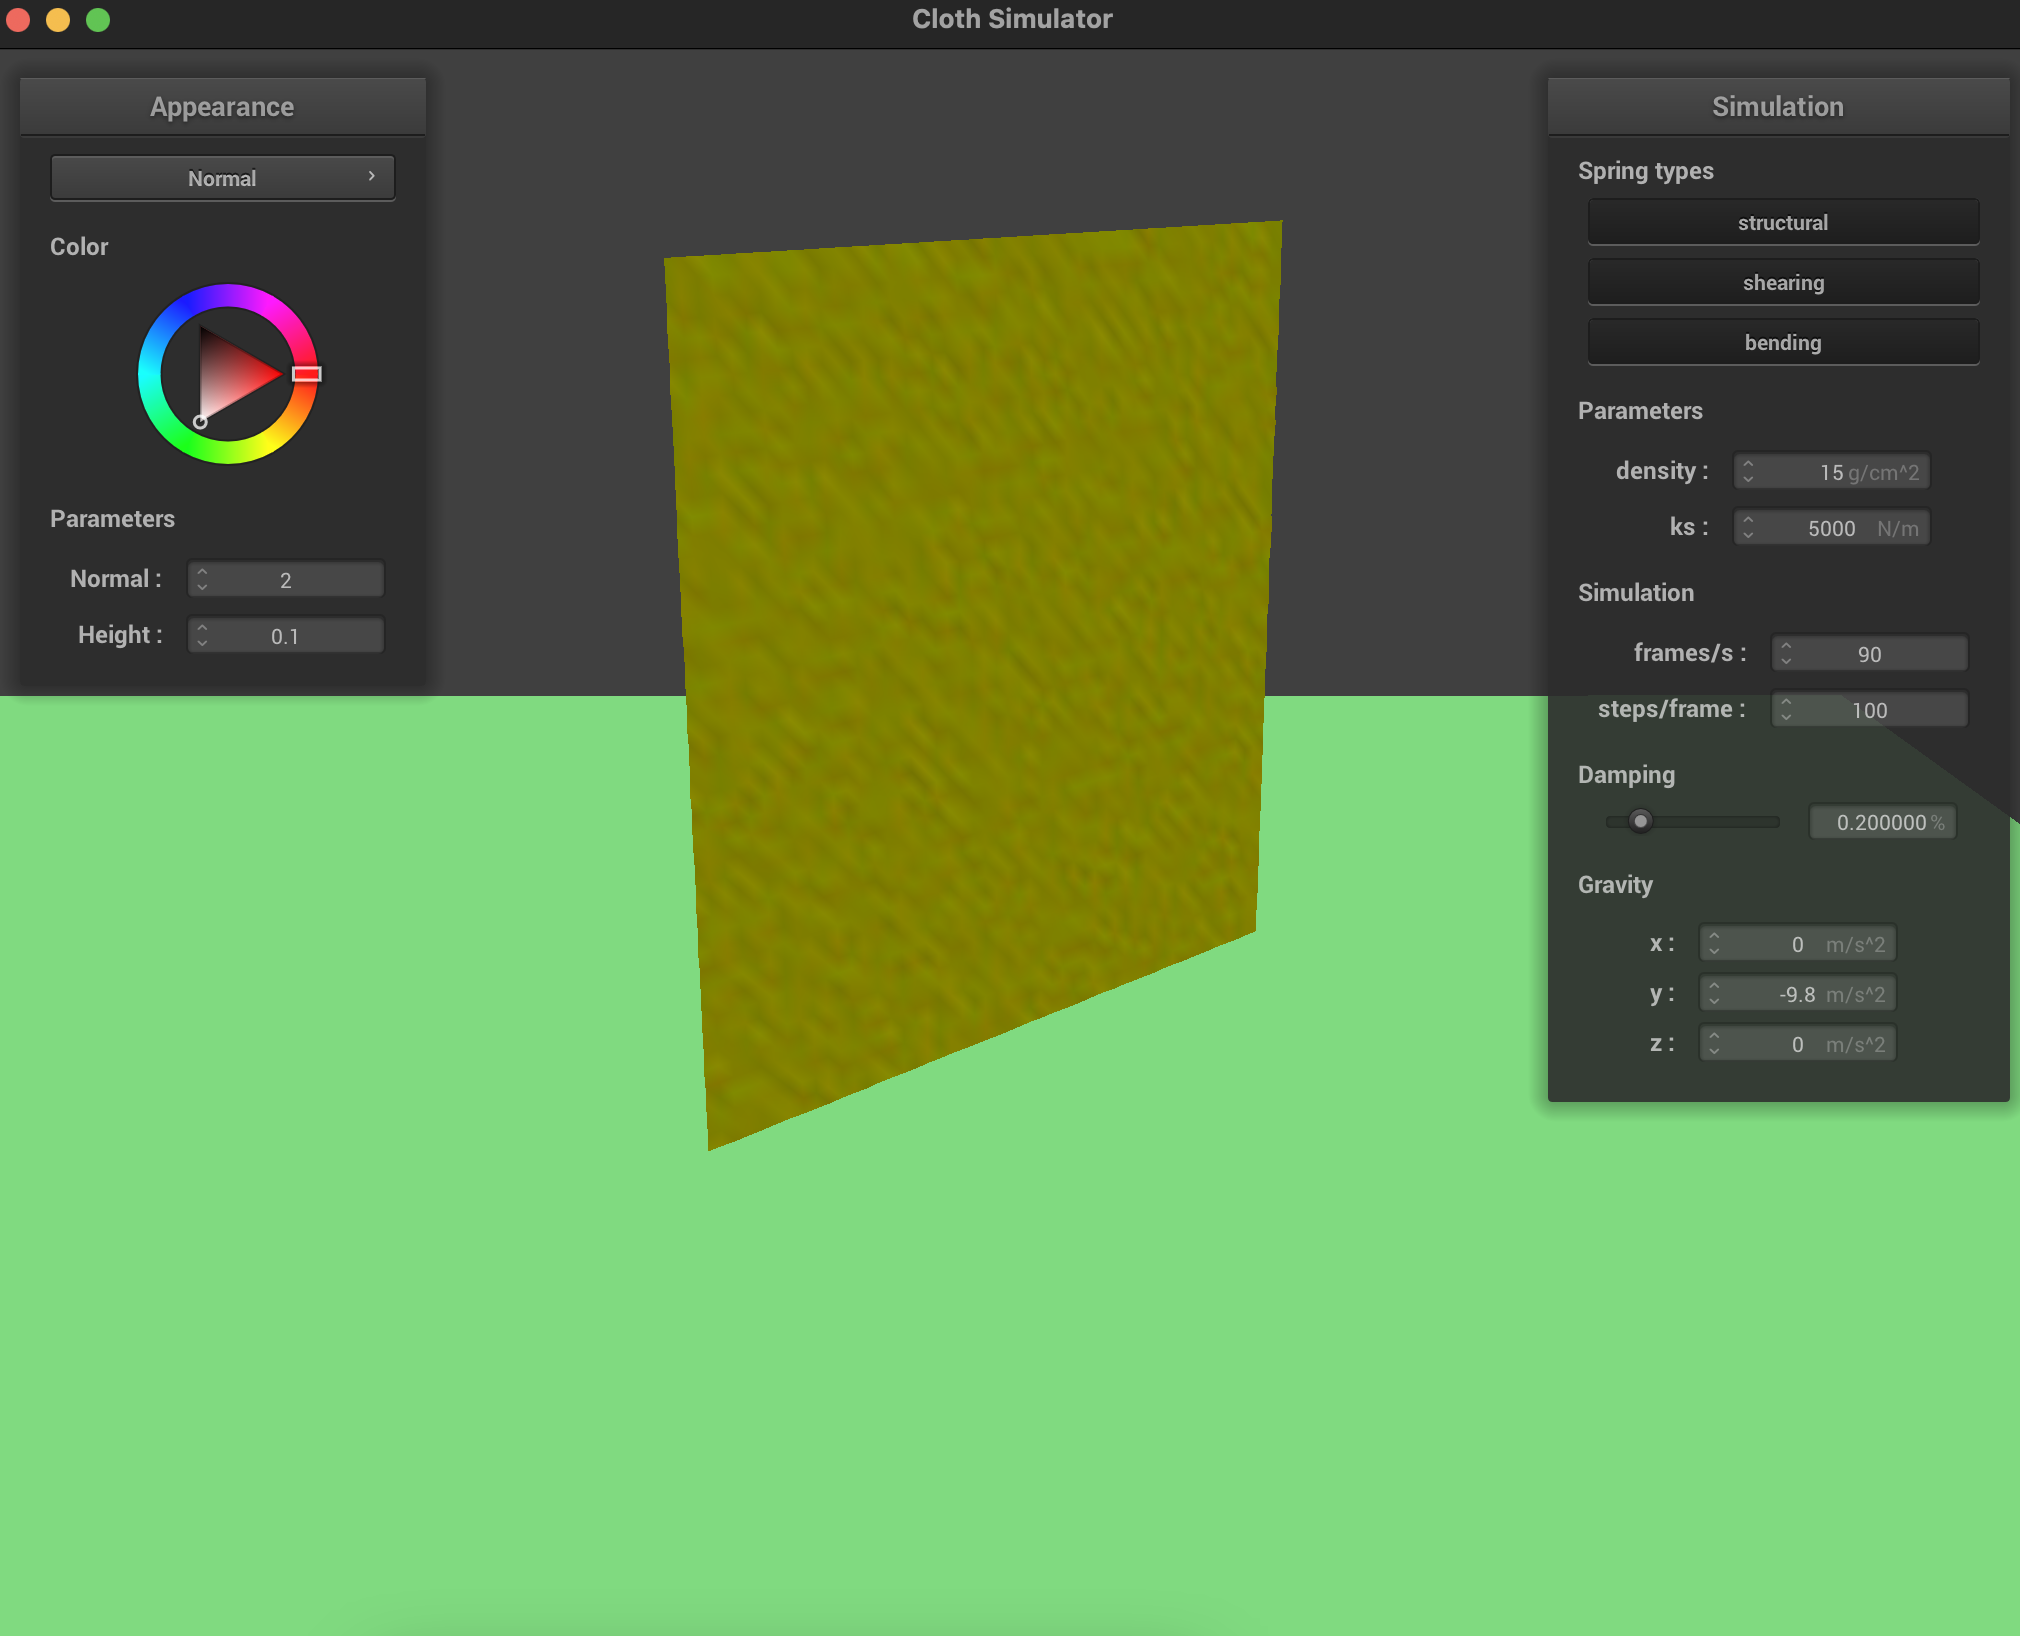 Cloth Simulator
Appearance
Normal
Color
Parameters
Normal : 2
Height : 0.1
Simulation
Spring types
structural
shearing
bending
Parameters
density : 15 g/cm^2
ks : 5000 N/m
Simulation
frames/s : 90
steps/frame : 100
Damping
0.200000 %
Gravity
x : 0 m/s^2
y : -9.8 m/s^2
z : 0 m/s^2